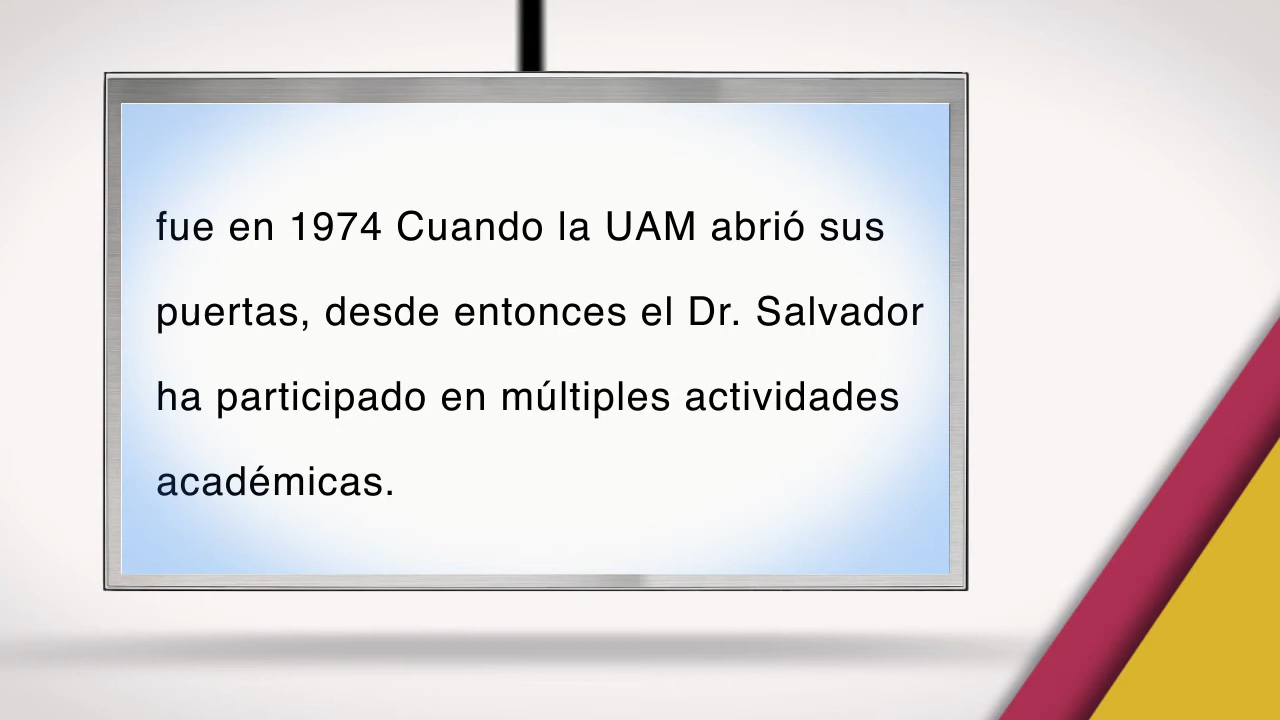 fue en 1974 Cuando la UAM abrió sus
puertas, desde entonces el Dr. Salvador
ha participado en múltiples actividades
académicas.